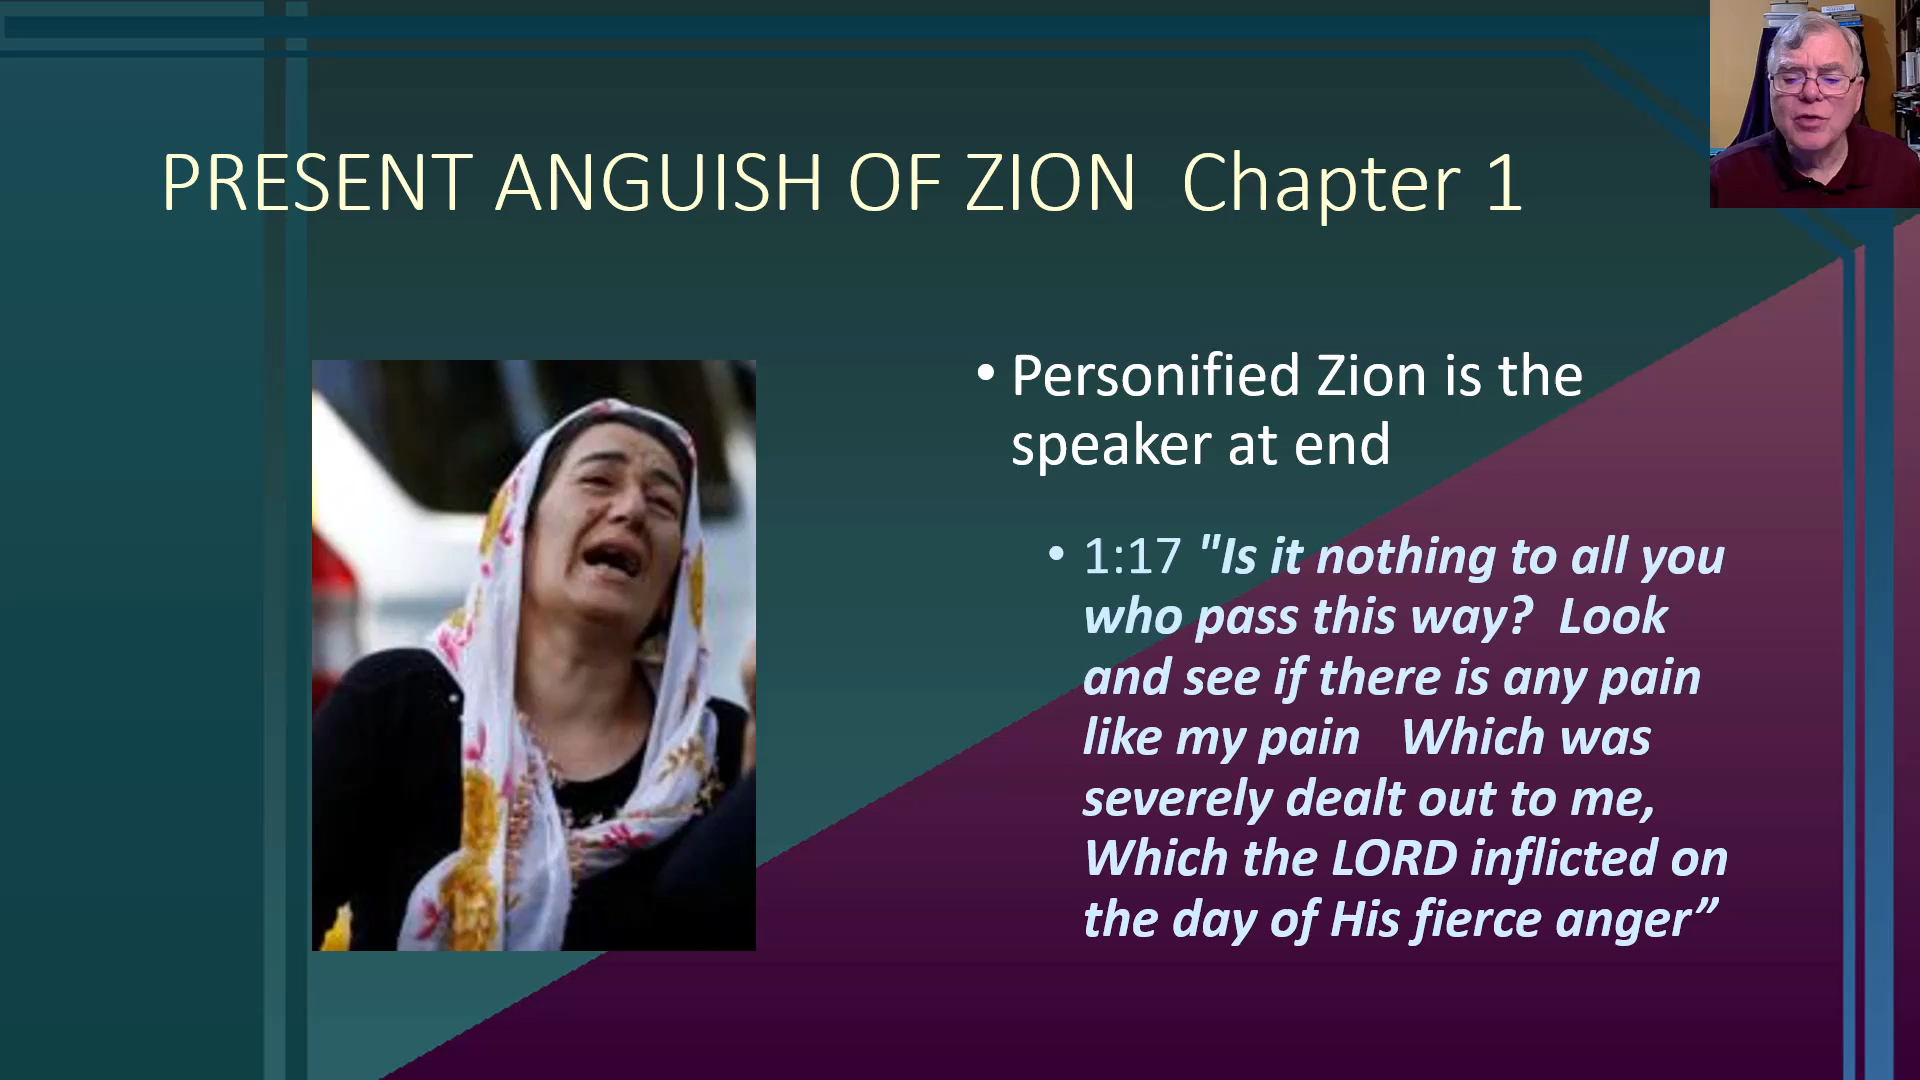 PRESENT ANGUISH OF ZION  Chapter 1
• Personified Zion is the
speaker at end
• 1:17 "Is it nothing to all you
who pass this way?  Look
and see if there is any pain
like my pain   Which was
severely dealt out to me,
Which the LORD inflicted on
the day of His fierce anger”